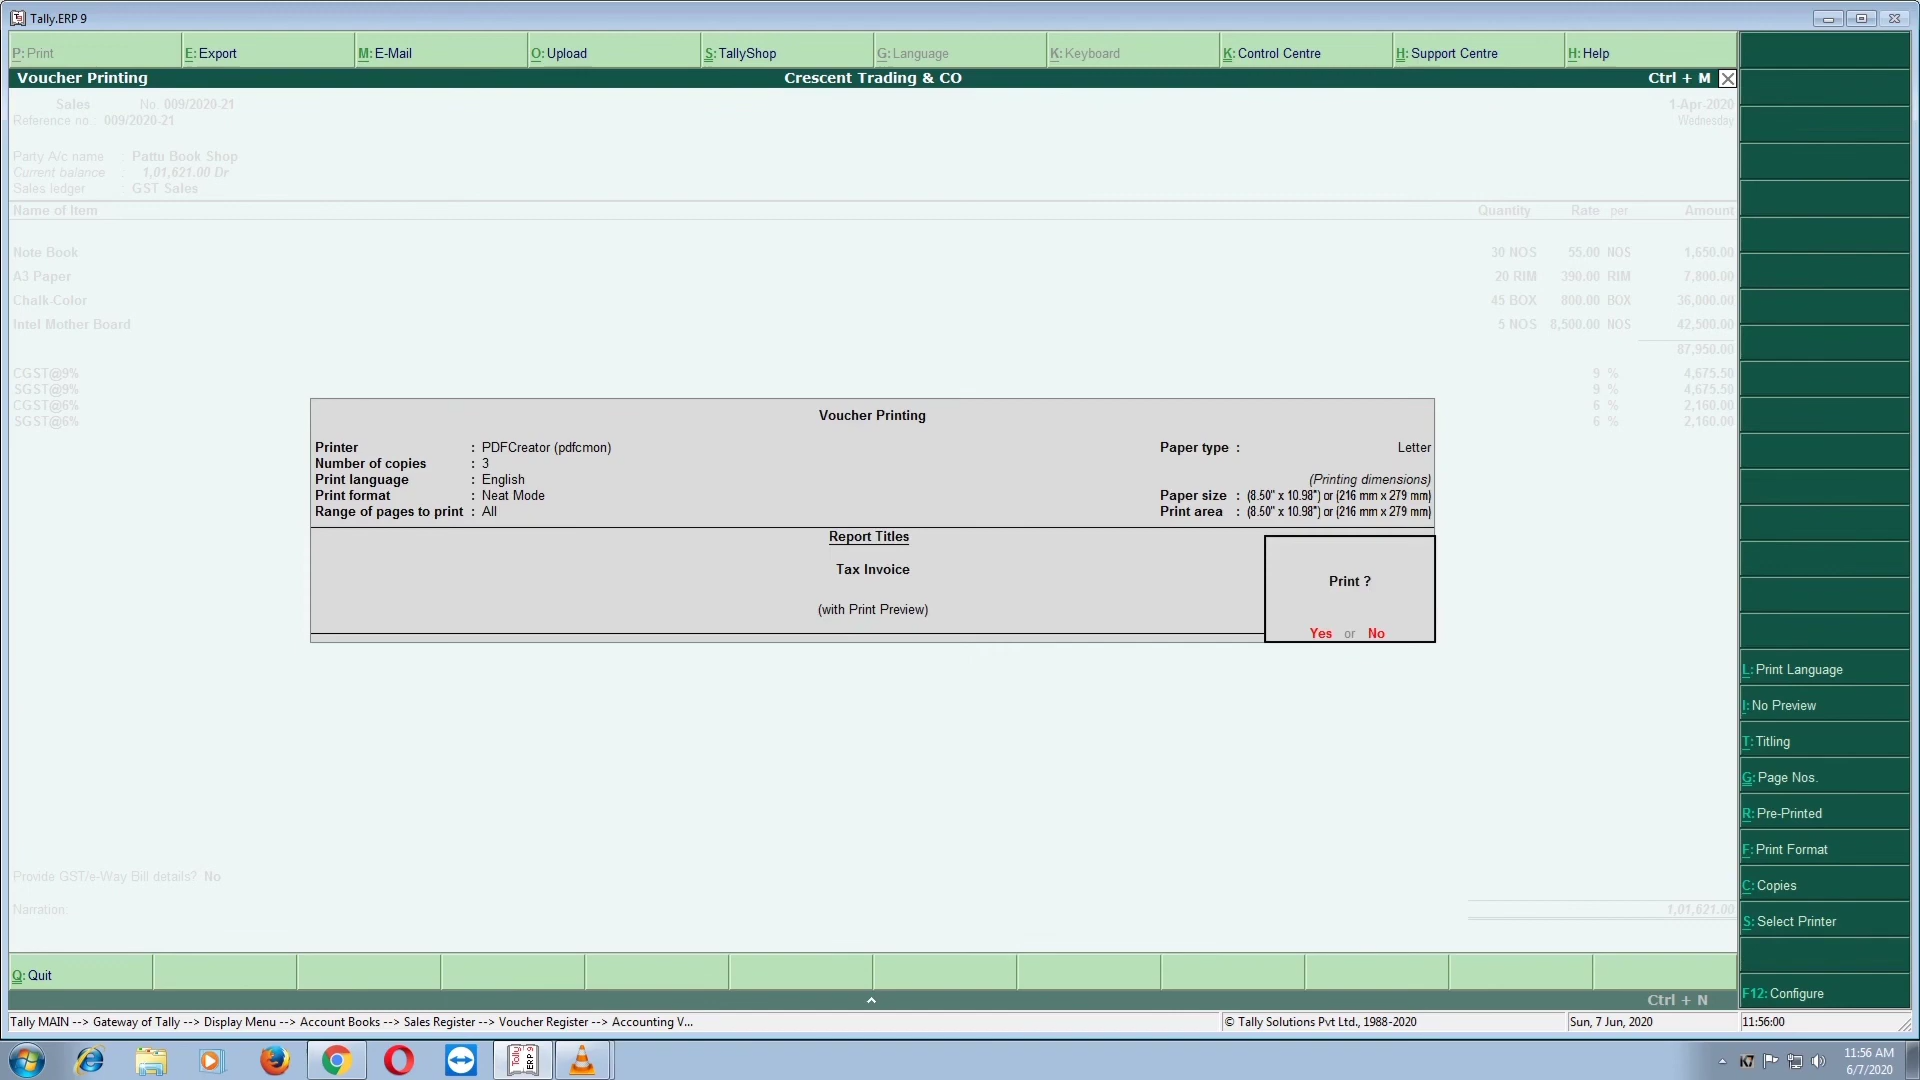 Tally.ERP 9
P: Print
E: Export
M: E-Mail
O: Upload
S: TallyShop
G: Language
K: Keyboard
K: Control Centre
H: Support Centre
H: Help
Voucher Printing Crescent Trading & CO Ctrl + M
Sales No. 009/2020-21 1-Apr-2020
Reference no.: 009/2020-21 Wednesday
Party A/c name : Pattu Book Shop
Current balance : 1,01,621.00 Dr
Sales ledger : GST Sales
Name of Item Quantity Rate per Amount
Note Book 30 NOS 55.00 NOS 1,650.00
A3 Paper 20 RIM 390.00 RIM 7,800.00
Chalk-Color 45 BOX 800.00 BOX 36,000.00
Intel Mother Board 5 NOS 8,500.00 NOS 42,500.00
87,950.00
CGST@9% 9 % 4,675.50
SGST@9% 9 % 4,675.50
CGST@6% 6 % 2,160.00
SGST@6% 6 % 2,160.00
Voucher Printing
Printer : PDFCreator (pdfcmon) Paper type : Letter
Number of copies : 3
Print language : English (Printing dimensions)
Print format : Neat Mode Paper size : (8.50" x 10.98") or (216 mm x 279 mm)
Range of pages to print : All Print area : (8.50" x 10.98") or (216 mm x 279 mm)
Report Titles
Tax Invoice
(with Print Preview)
Print ?
Yes or No
L: Print Language
I: No Preview
T: Titling
G: Page Nos.
R: Pre-Printed
F: Print Format
C: Copies
S: Select Printer
F12: Configure
Provide GST/e-Way Bill details? No
Narration: 1,01,621.00
Q: Quit
Ctrl + N
Tally MAIN --> Gateway of Tally --> Display Menu --> Account Books --> Sales Register --> Voucher Register --> Accounting V...
© Tally Solutions Pvt Ltd., 1988-2020
Sun, 7 Jun, 2020
11:56:00
Tally ERP 9
11:56 AM
6/7/2020